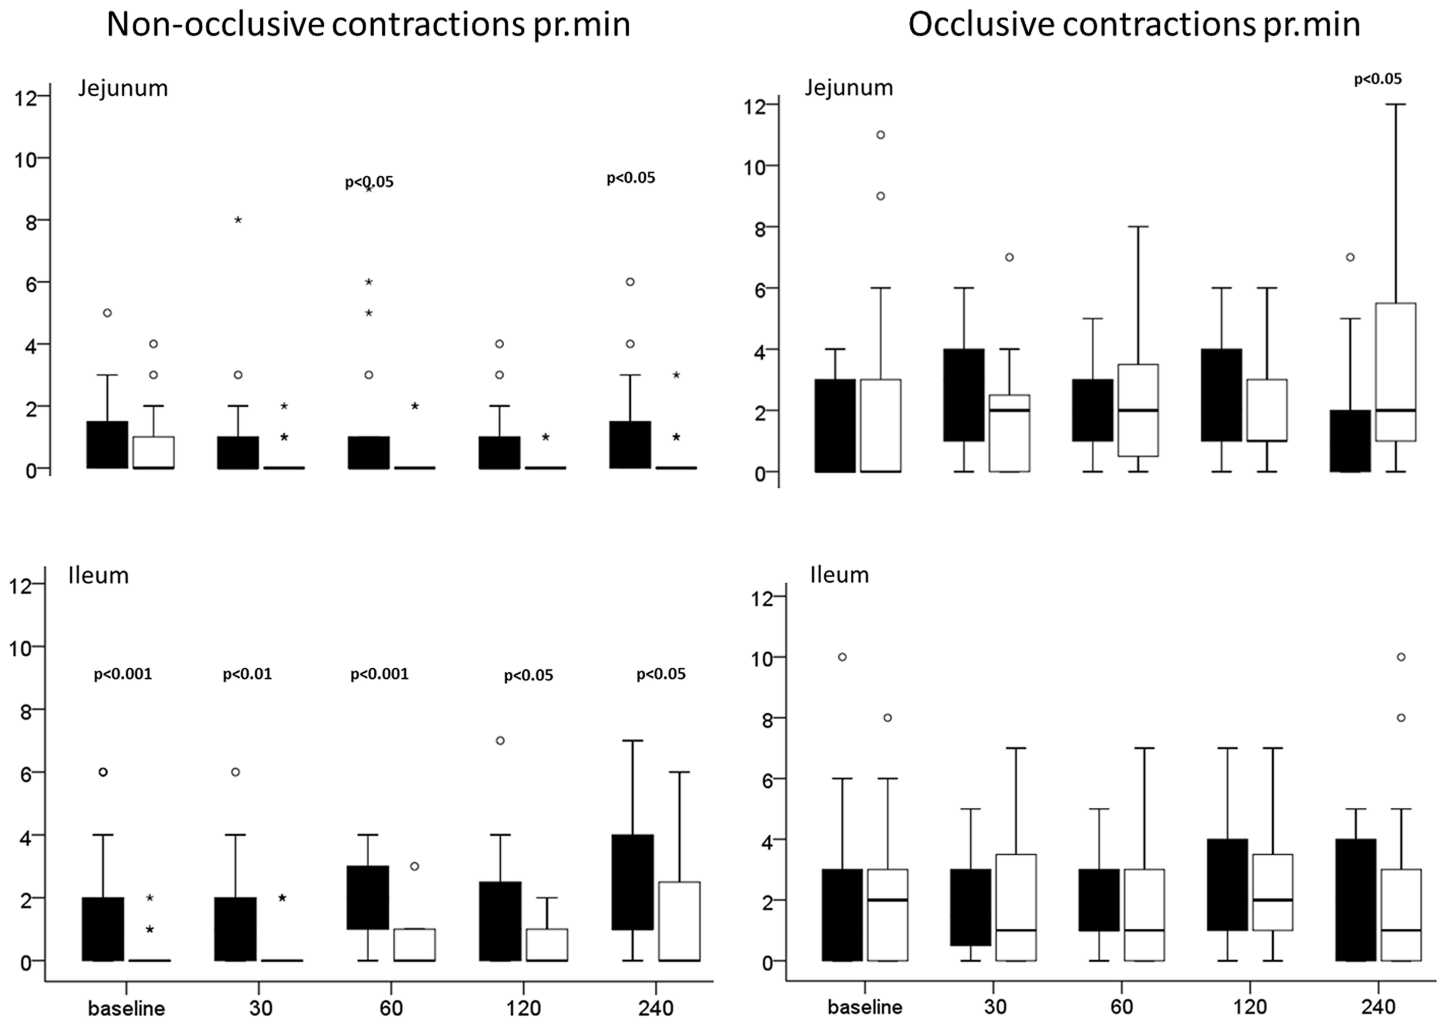 Non-occlusive contractions pr.min
Occlusive contractions pr.min
Jejunum
12
10
8
6
4
2
0
p<0.05
p<0.05
Jejunum
12
10
8
6
4
2
0
p<0.05
Ileum
12
10
8
6
4
2
0
p<0.001
p<0.01
p<0.001
p<0.05
p<0.05
baseline
30
60
120
240
Ileum
12
10
8
6
4
2
0
baseline
30
60
120
240